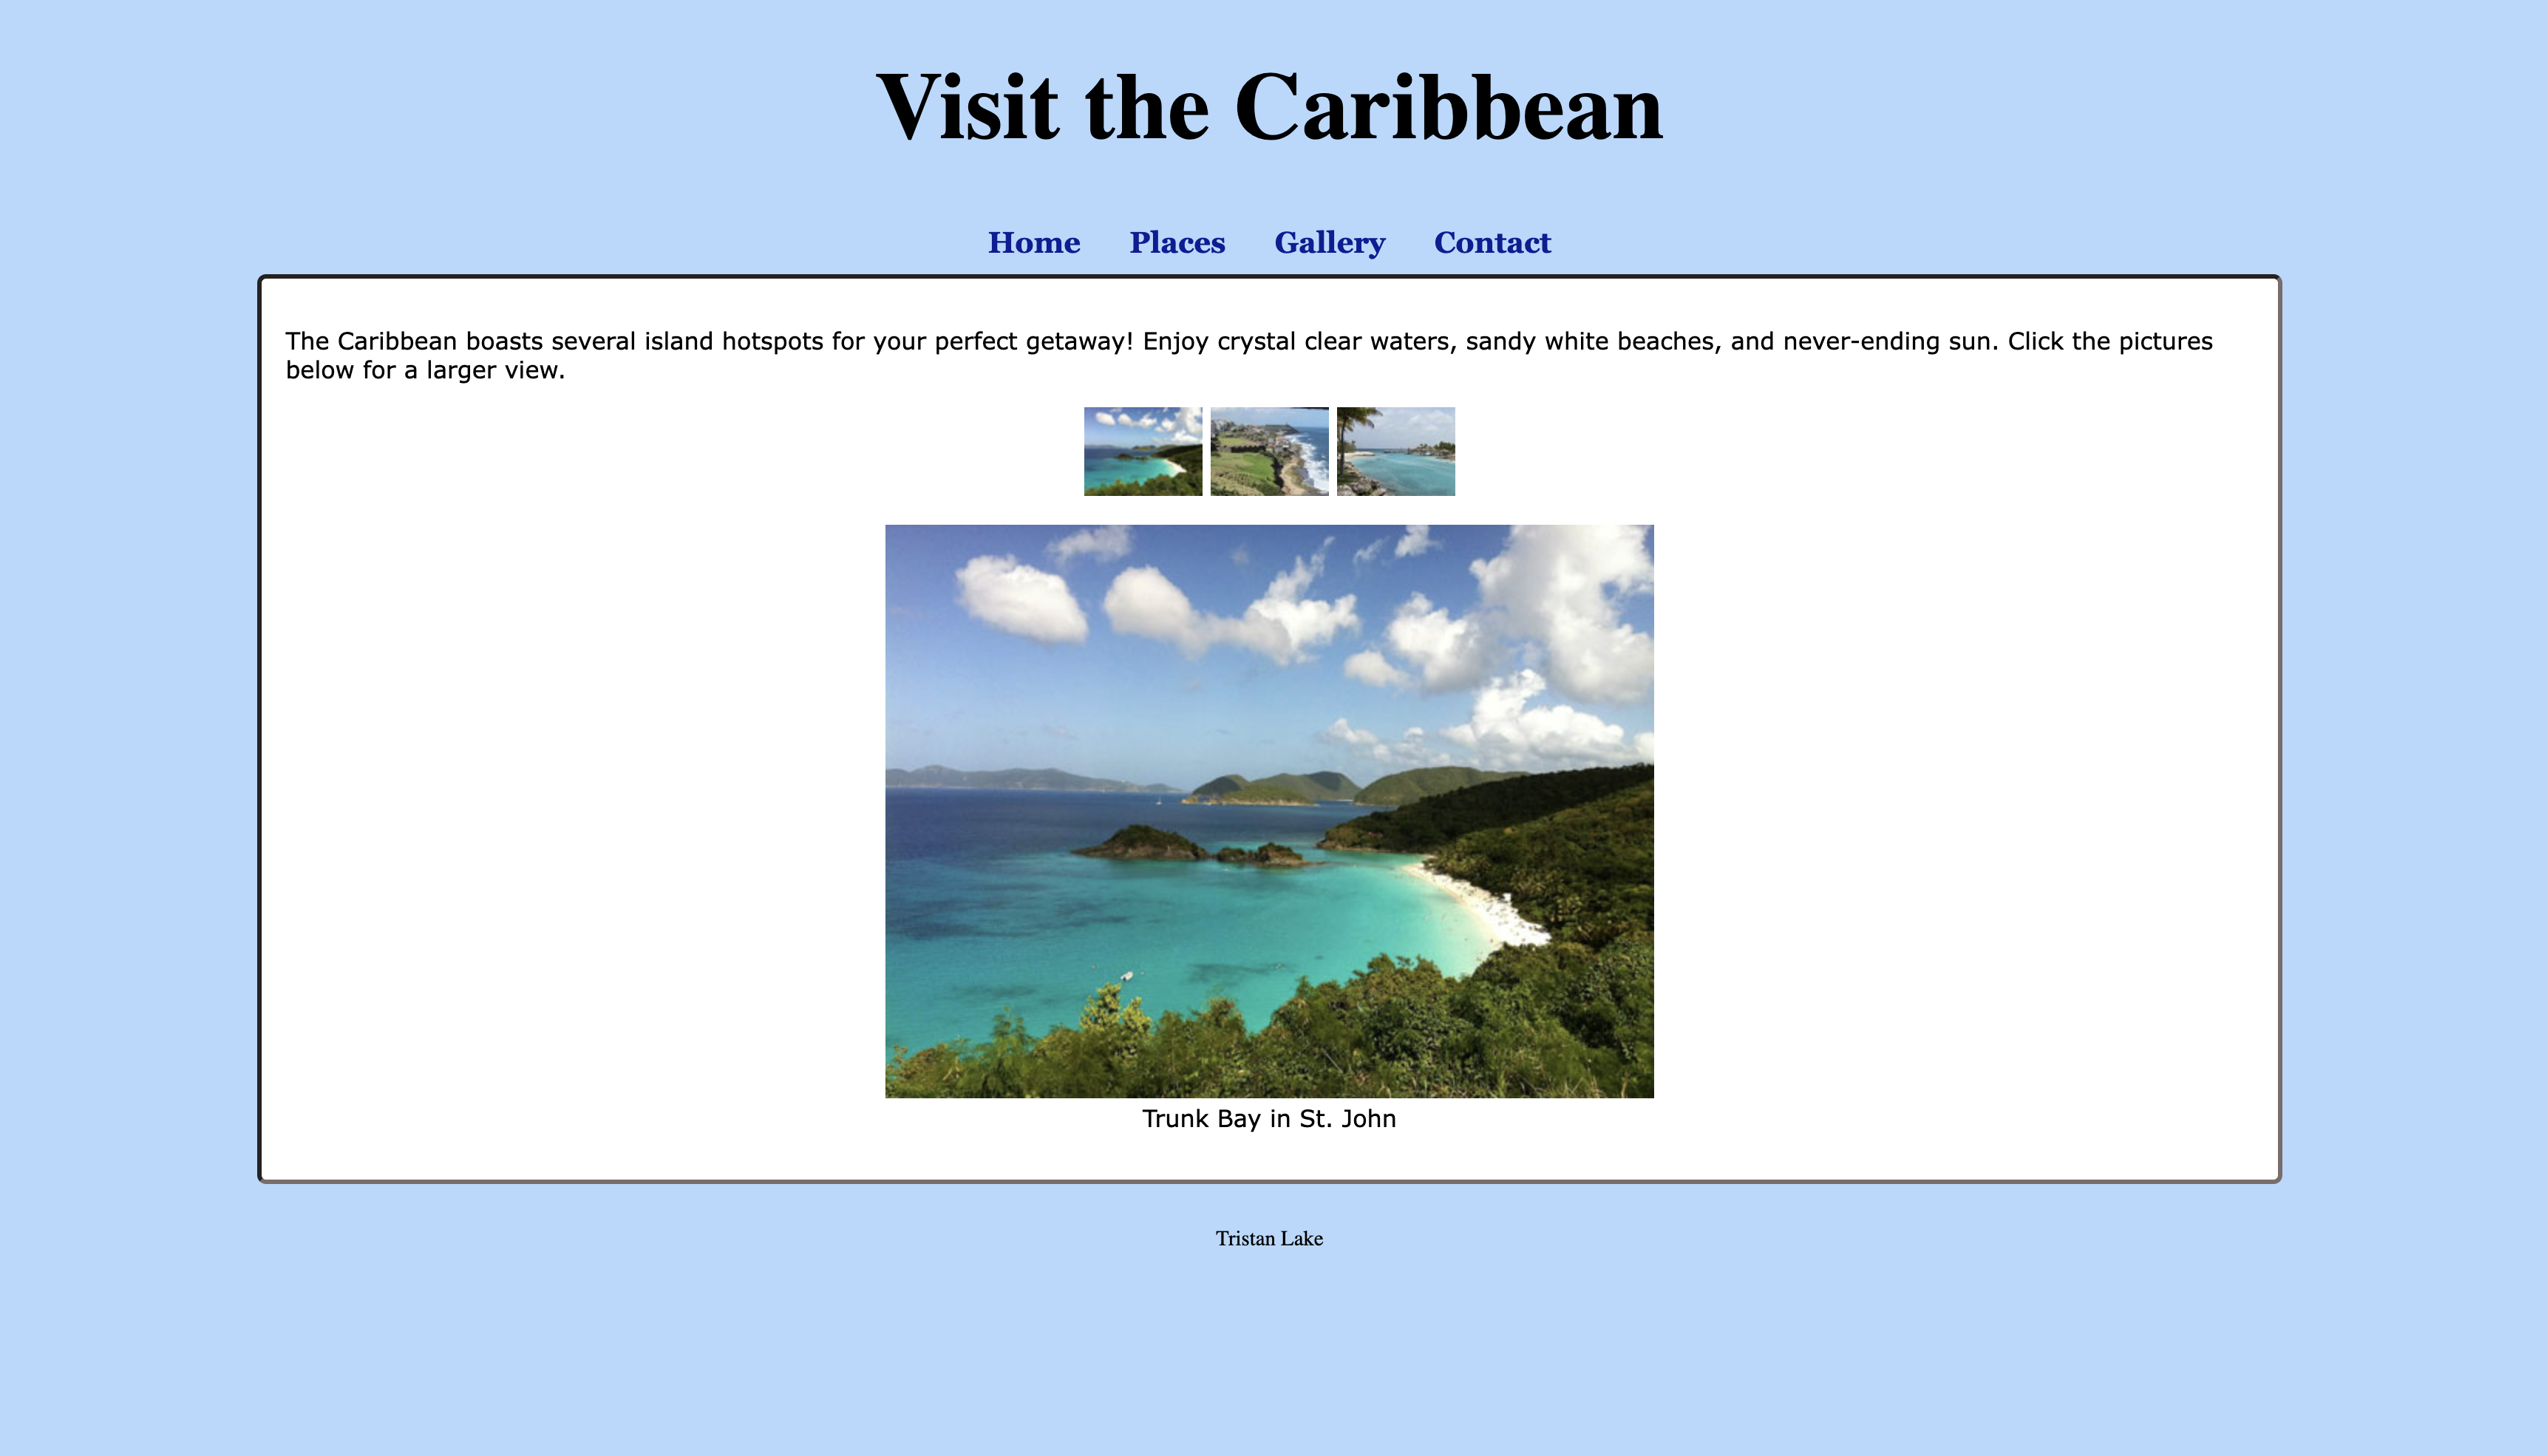 Visit the Caribbean
Home Places Gallery Contact
The Caribbean boasts several island hotspots for your perfect getaway! Enjoy crystal clear waters, sandy white beaches, and never-ending sun. Click the pictures
below for a larger view.
Trunk Bay in St. John
Tristan Lake